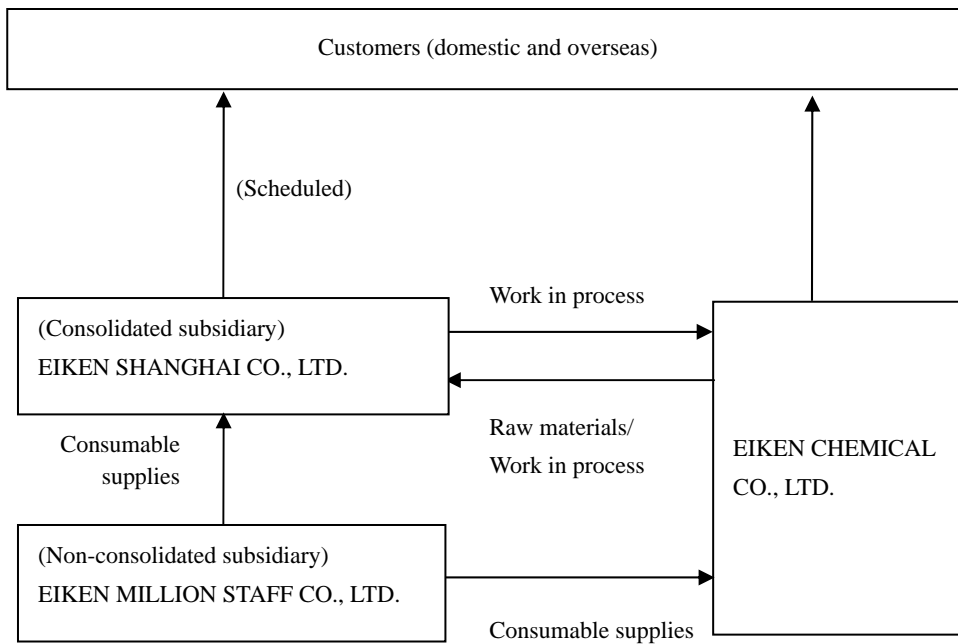 Customers (domestic and overseas)
(Scheduled)
Work in process
(Consolidated subsidiary)
EIKEN SHANGHAI CO., LTD.
Raw materials/
Work in process
EIKEN CHEMICAL
CO., LTD.
Consumable
supplies
(Non-consolidated subsidiary)
EIKEN MILLION STAFF CO., LTD.
Consumable supplies